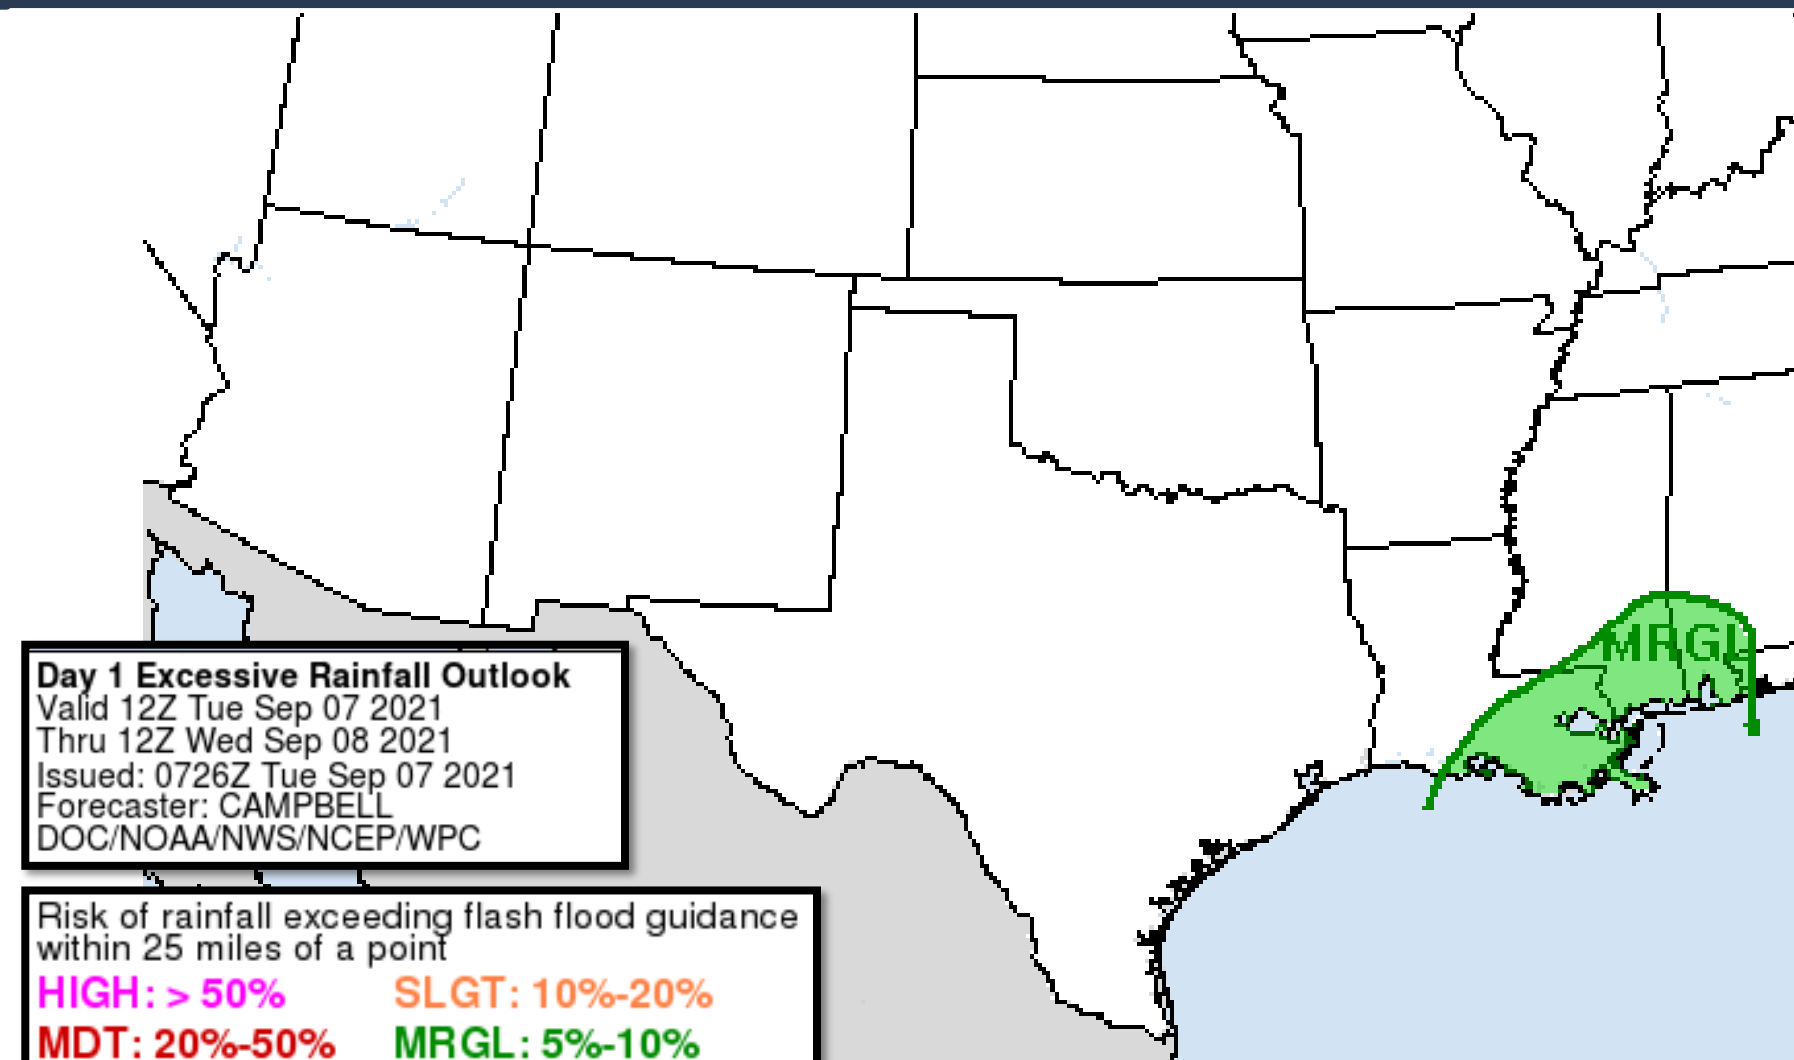 MRGL
Day 1 Excessive Rainfall Outlook
Valid 12Z Tue Sep 07 2021
Thru 12Z Wed Sep 08 2021
Issued: 0726Z Tue Sep 07 2021
Forecaster: CAMPBELL
DOC/NOAA/NWS/NCEP/WPC
Risk of rainfall exceeding flash flood guidance
within 25 miles of a point
HIGH: > 50% SLGT: 10%-20%
MDT: 20%-50% MRGL: 5%-10%